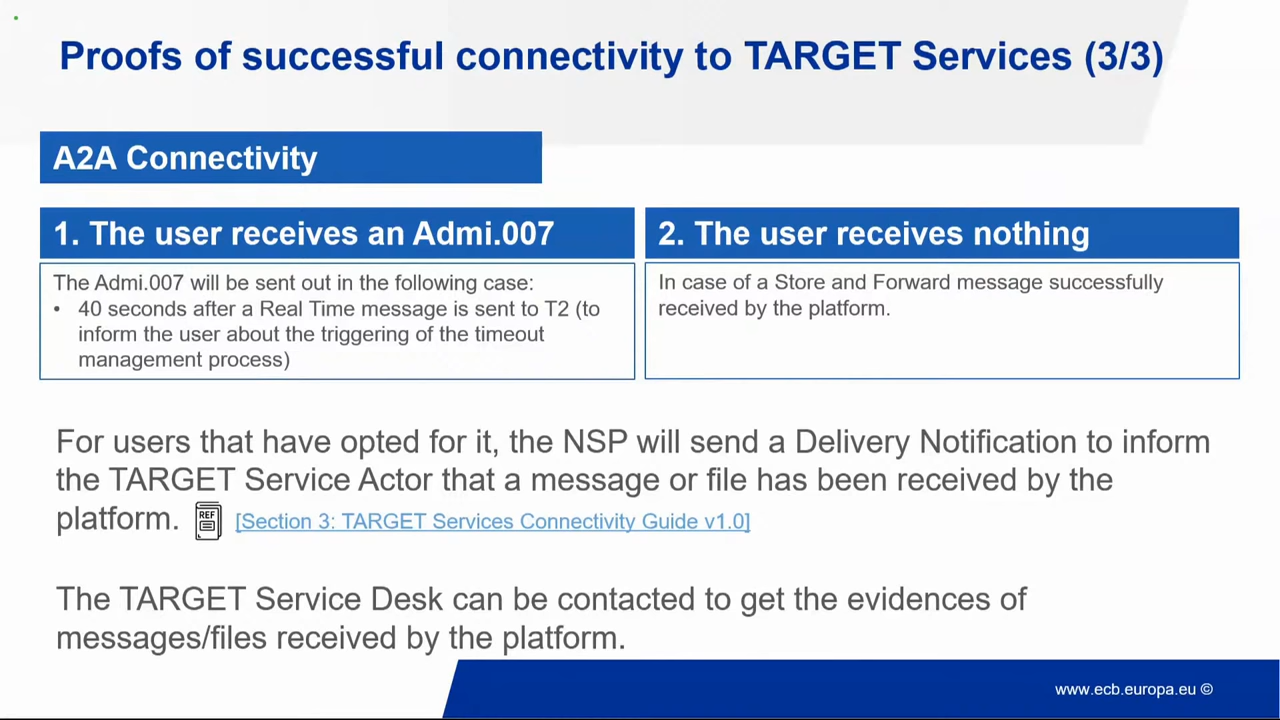 Proofs of successful connectivity to TARGET Services (3/3)
A2A Connectivity
1. The user receives an Admi.007
The Admi.007 will be sent out in the following case:
• 40 seconds after a Real Time message is sent to T2 (to
inform the user about the triggering of the timeout
management process)
2. The user receives nothing
In case of a Store and Forward message successfully
received by the platform.
For users that have opted for it, the NSP will send a Delivery Notification to inform
the TARGET Service Actor that a message or file has been received by the
platform. REF [Section 3: TARGET Services Connectivity Guide v1.0]
The TARGET Service Desk can be contacted to get the evidences of
messages/files received by the platform.
www.ecb.europa.eu ©